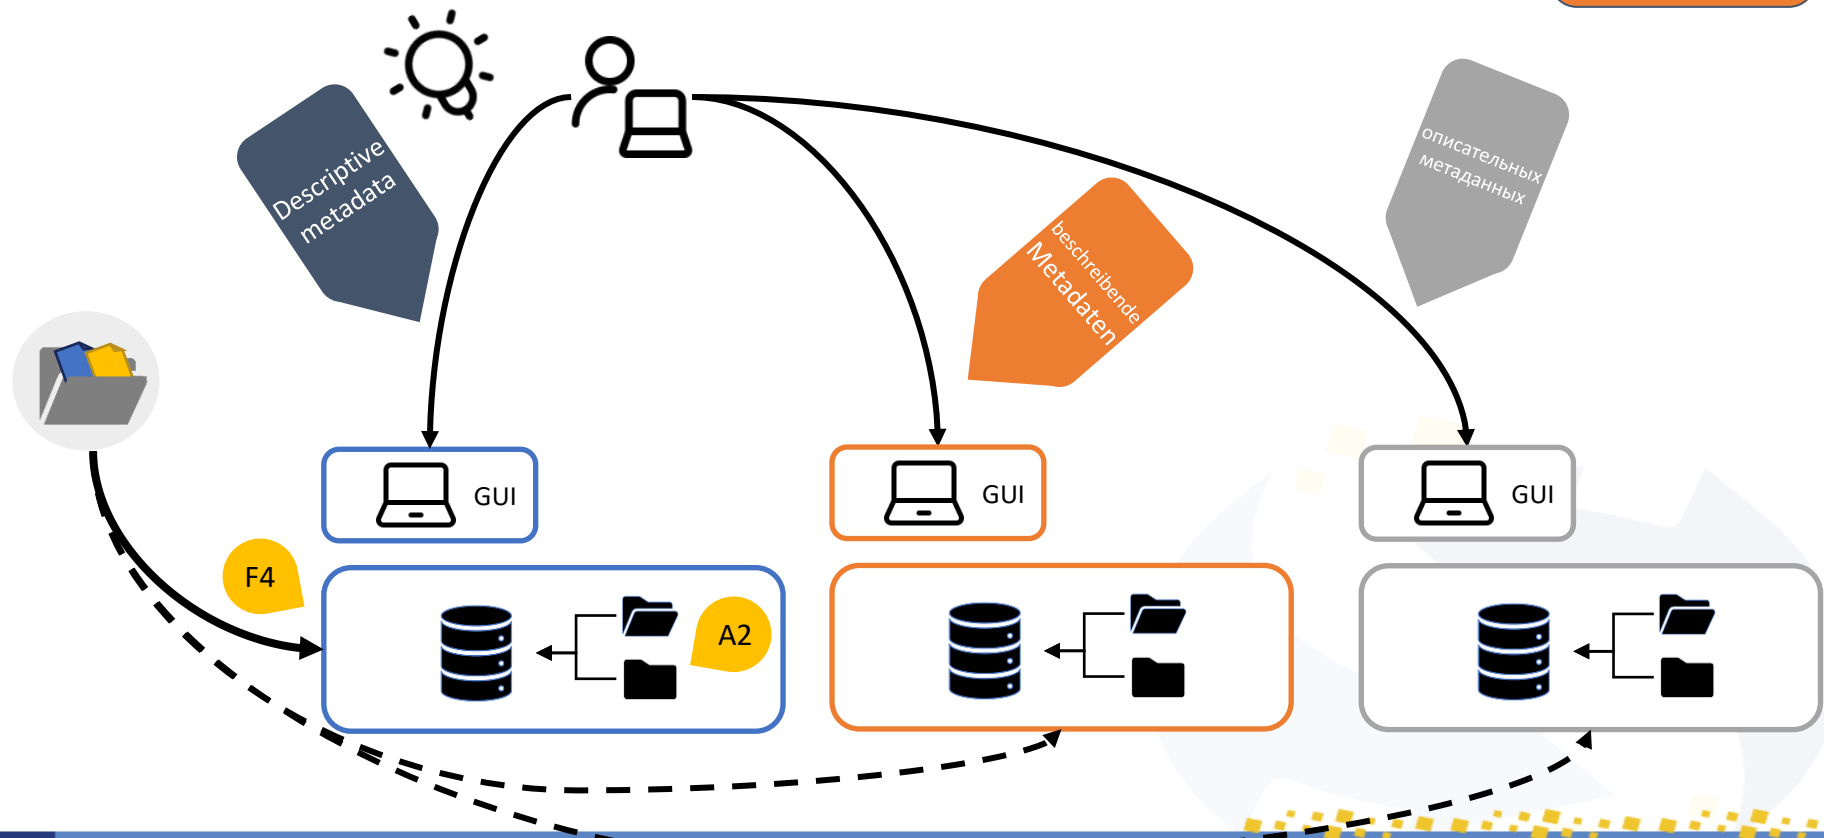 Descriptive
metadata
beschreibende
Metadaten
описательных
метаданных
GUI
GUI
GUI
F4
A2